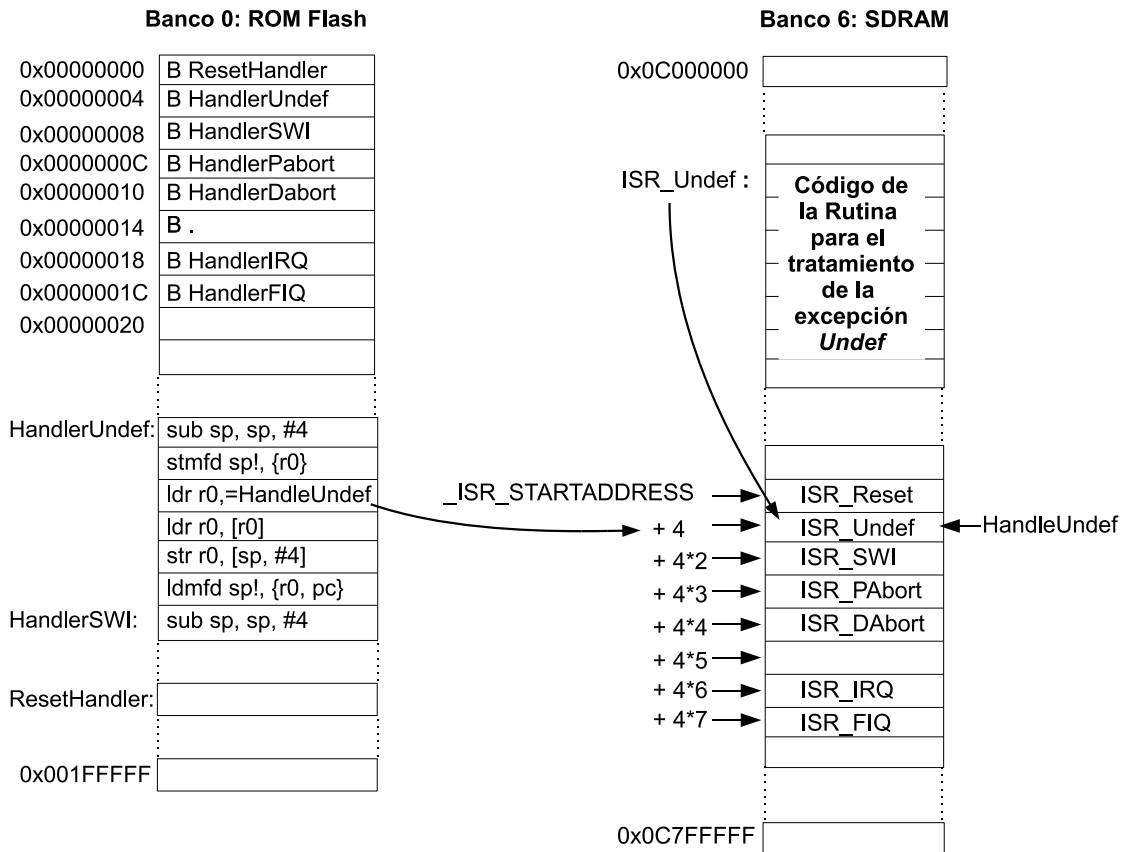 Banco 0: ROM Flash
0x00000000 B ResetHandler
0x00000004 B HandlerUndef
0x00000008 B HandlerSWI
0x0000000C B HandlerPabort
0x00000010 B HandlerDabort
0x00000014 B .
0x00000018 B HandlerIRQ
0x0000001C B HandlerFIQ
0x00000020
HandlerUndef: sub sp, sp, #4
stmfd sp!, {r0}
ldr r0,=HandleUndef
ldr r0, [r0]
str r0, [sp, #4]
ldmfd sp!, {r0, pc}
HandlerSWI: sub sp, sp, #4
ResetHandler:
0x001FFFFF
Banco 6: SDRAM
0x0C000000
ISR_Undef :
Código de
la Rutina
para el
tratamiento
de la
excepción
Undef
_ISR_STARTADDRESS ISR_Reset
+ 4 ISR_Undef HandleUndef
+ 4*2 ISR_SWI
+ 4*3 ISR_PAbort
+ 4*4 ISR_DAbort
+ 4*5
+ 4*6 ISR_IRQ
+ 4*7 ISR_FIQ
0x0C7FFFFF